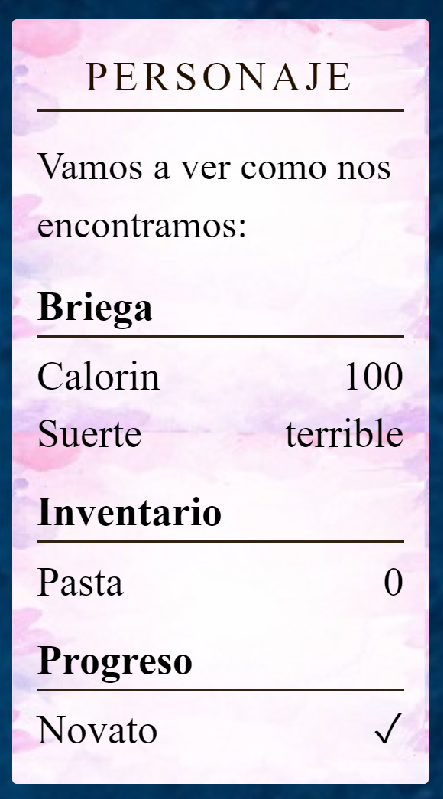 PERSONAJE
Vamos a ver como nos
encontramos:
Briega
Calorin 100
Suerte terrible
Inventario
Pasta 0
Progreso
Novato ✓